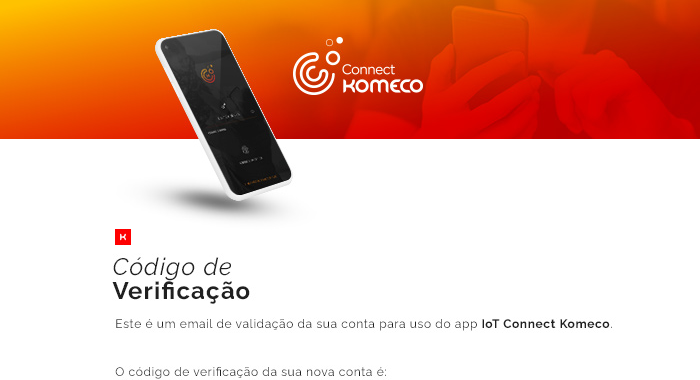 Connect
KOMECO
K
Código de
Verificação
Este é um email de validação da sua conta para uso do app IoT Connect Komeco.
O código de verificação da sua nova conta é: